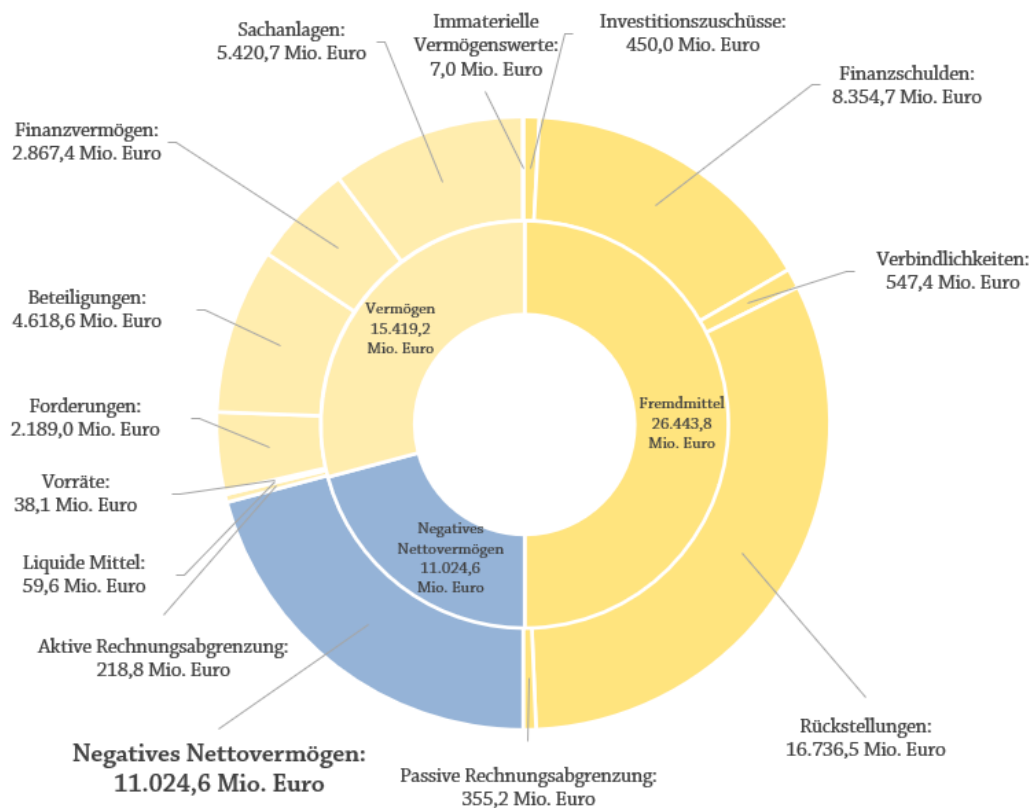 Sachanlagen:
5.420,7 Mio. Euro
Immaterielle
Vermögenswerte:
7,0 Mio. Euro
Investitionszuschüsse:
450,0 Mio. Euro
Finanzschulden:
8.354,7 Mio. Euro
Finanzvermögen:
2.867,4 Mio. Euro
Verbindlichkeiten:
547,4 Mio. Euro
Beteiligungen:
4.618,6 Mio. Euro
Vermögen
15.419,2
Mio. Euro
Forderungen:
2.189,0 Mio. Euro
Fremdmittel
26.443,8
Mio. Euro
Vorräte:
38,1 Mio. Euro
Negatives
Nettovermögen
11.024,6
Mio. Euro
Liquide Mittel:
59,6 Mio. Euro
Aktive Rechnungsabgrenzung:
218,8 Mio. Euro
Rückstellungen:
16.736,5 Mio. Euro
Negatives Nettovermögen:
11.024,6 Mio. Euro
Passive Rechnungsabgrenzung:
355,2 Mio. Euro